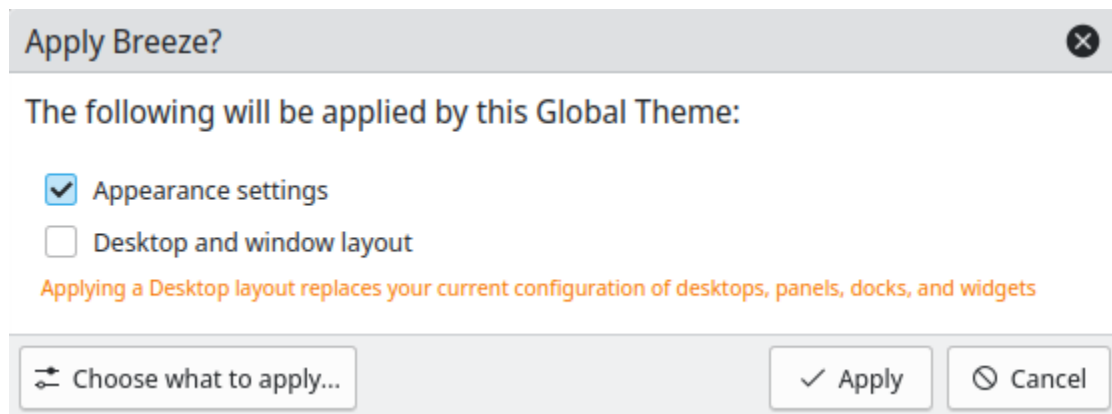 Apply Breeze?
The following will be applied by this Global Theme:
Appearance settings
Desktop and window layout
Applying a Desktop layout replaces your current configuration of desktops, panels, docks, and widgets
Choose what to apply...
Apply
Cancel